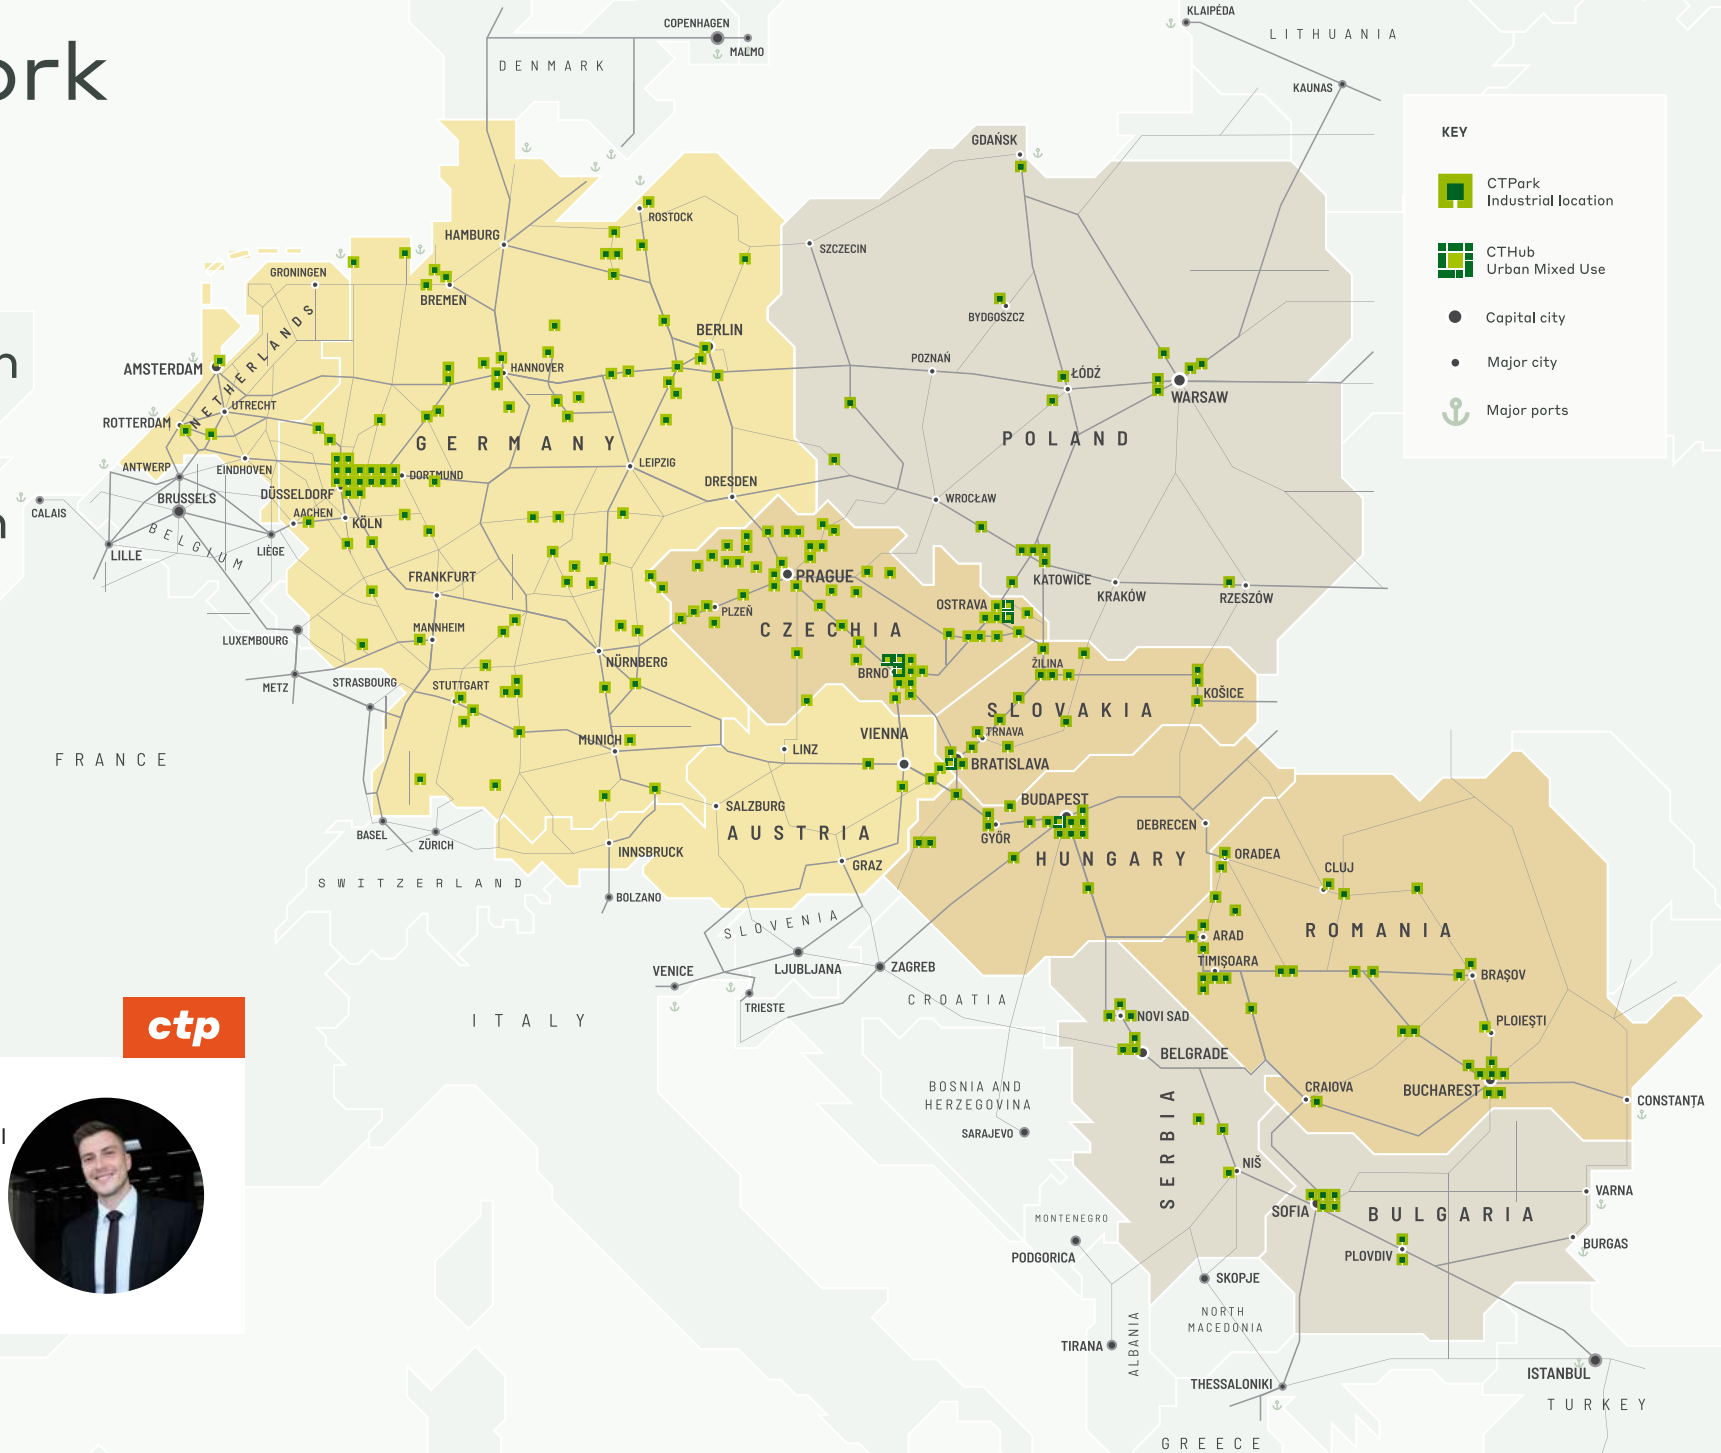 ork
n
n
KEY
CTPark
Industrial location
CTHub
Urban Mixed Use
Capital city
Major city
Major ports
KLAIPÉDA
LITHUANIA
COPENHAGEN
MALMO
DENMARK
KAUNAS
GDAŃSK
ROSTOCK
HAMBURG
SZCZECIN
GRONINGEN
BREMEN
BYDGOSZCZ
BERLIN
NETHERLANDS
AMSTERDAM
HANNOVER
POZNAŃ
ŁÓDŹ
WARSAW
UTRECHT
ROTTERDAM
GERMANY
POLAND
ANTWERP
EINDHOVEN
DORTMUND
LEIPZIG
DRESDEN
DÜSSELDORF
BRUSSELS
WROCŁAW
CALAIS
AACHEN
KÖLN
BELGIUM
LILLE
LIÈGE
FRANKFURT
PRAGUE
KATOWICE
KRAKÓW
RZESZÓW
OSTRAVA
PLZEŇ
CZECHIA
LUXEMBOURG
MANNHEIM
NÜRNBERG
ŽILINA
BRNO
METZ
STRASBOURG
STUTTGART
KOŠICE
SLOVAKIA
TRNAVA
VIENNA
MUNICH
LINZ
FRANCE
BRATISLAVA
BUDAPEST
SALZBURG
DEBRECEN
BASEL
ZÜRICH
AUSTRIA
GYÖR
INNSBRUCK
HUNGARY
ORADEA
GRAZ
CLUJ
SWITZERLAND
BOLZANO
SLOVENIA
ROMANIA
ARAD
TIMIȘOARA
VENICE
LJUBLJANA
ZAGREB
BRAȘOV
TRIESTE
CROATIA
ITALY
NOVI SAD
PLOIEȘTI
ctp
BELGRADE
BOSNIA AND
HERZEGOVINA
CRAIOVA
BUCHAREST
CONSTANȚA
SARAJEVO
SERBIA
NIŠ
VARNA
SOFIA
BULGARIA
MONTENEGRO
PODGORICA
PLOVDIV
BURGAS
SKOPJE
NORTH
MACEDONIA
TIRANA
ALBANIA
ISTANBUL
THESSALONIKI
TURKEY
GREECE